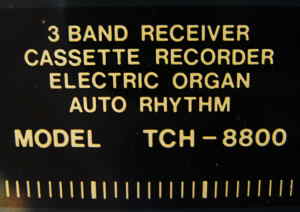 3 BAND RECEIVER
CASSETTE RECORDER
ELECTRIC ORGAN
AUTO RHYTHM
MODEL TCH-8800